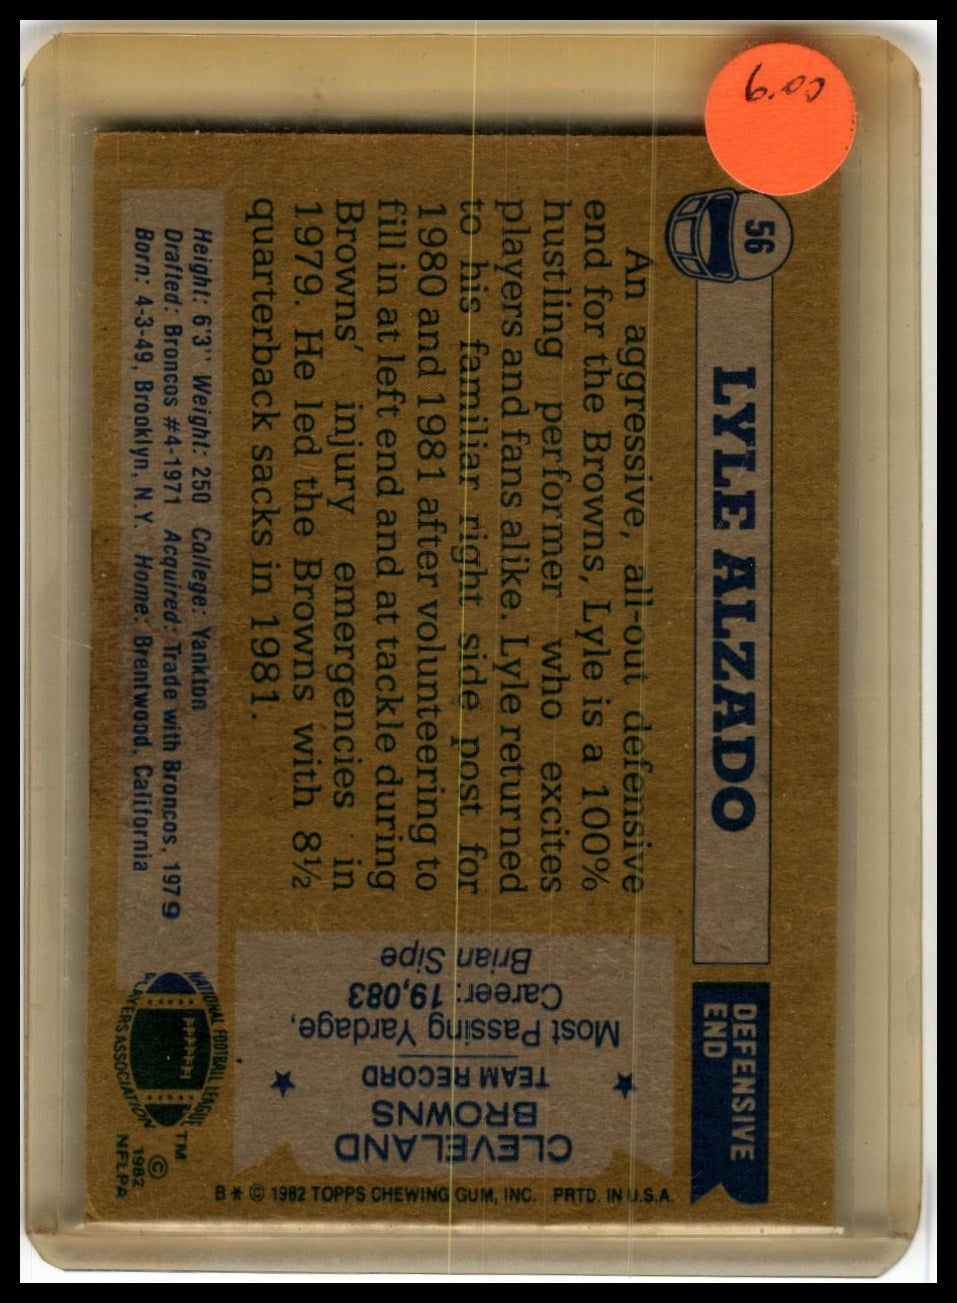 6.00
56
LYLE ALZADO
DEFENSIVE
END
An aggressive, all-out defensive
end for the Browns, Lyle is a 100%
hustling performer who excites
players and fans alike. Lyle returned
to his familiar right side post for
1980 and 1981 after volunteering to
fill in at left end and at tackle during
Browns' injury emergencies in
1979. He led the Browns with 8½
quarterback sacks in 1981.
Height: 6'3" Weight: 250 College: Yankton
Drafted: Broncos #4-1971 Acquired: Trade with Broncos, 1979
Born: 4-3-49, Brooklyn, N.Y. Home: Brentwood, California
CLEVELAND
BROWNS
TEAM RECORD
Most Passing Yardage,
Career: 19,083
Brian Sipe
NATIONAL FOOTBALL LEAGUE
PLAYERS ASSOCIATION
TM
© 1982
NFLPA
B * © 1982 TOPPS CHEWING GUM, INC. PRTD. IN U.S.A.